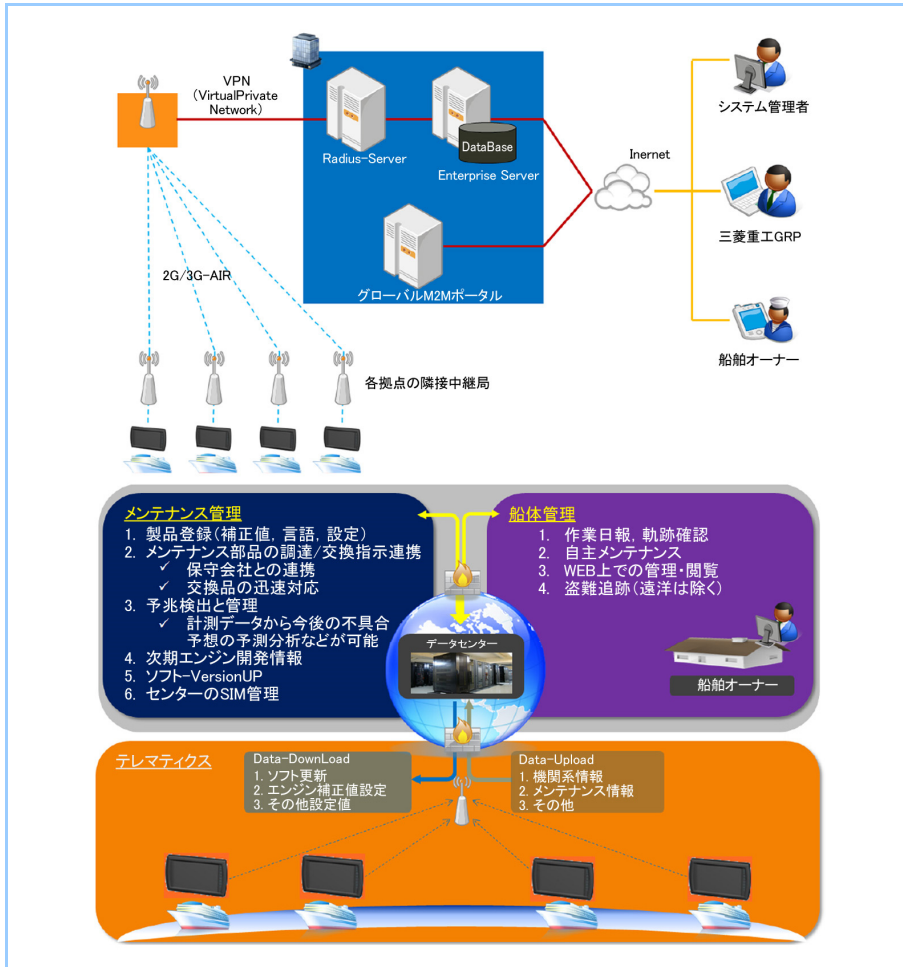 VPN
(VirtualPrivate
Network)
Radius-Server
DataBase
Enterprise Server
グローバルM2Mポータル
Inernet
システム管理者
三菱重工GRP
船舶オーナー
2G/3G-AIR
各拠点の隣接中継局
メンテナンス管理
1. 製品登録(補正値, 言語, 設定)
2. メンテナンス部品の調達/交換指示連携
✓ 保守会社との連携
✓ 交換品の迅速対応
3. 予兆検出と管理
✓ 計測データから今後の不具合
予想の予測分析などが可能
4. 次期エンジン開発情報
5. ソフト-VersionUP
6. センターのSIM管理
船体管理
1. 作業日報, 軌跡確認
2. 自主メンテナンス
3. WEB上での管理・閲覧
4. 盗難追跡(遠洋は除く)
船舶オーナー
データセンター
テレマティクス
Data-DownLoad
1. ソフト更新
2. エンジン補正値設定
3. その他設定値
Data-Upload
1. 機関系情報
2. メンテナンス情報
3. その他